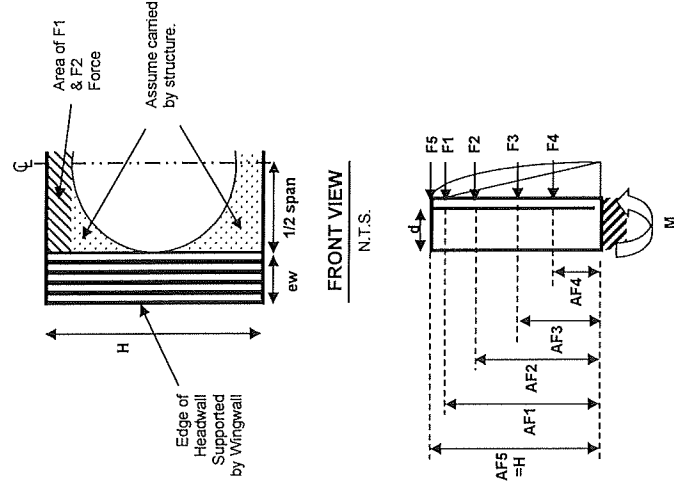 Area of F1
& F2
Force
Assume carried
by structure.
℄
H
ew
1/2 span
Edge of
Headwall
Supported
by Wingwall
FRONT VIEW
N.T.S.
F5
F1
F2
F3
F4
d
AF4
AF3
AF2
AF1
AF5
=H
M